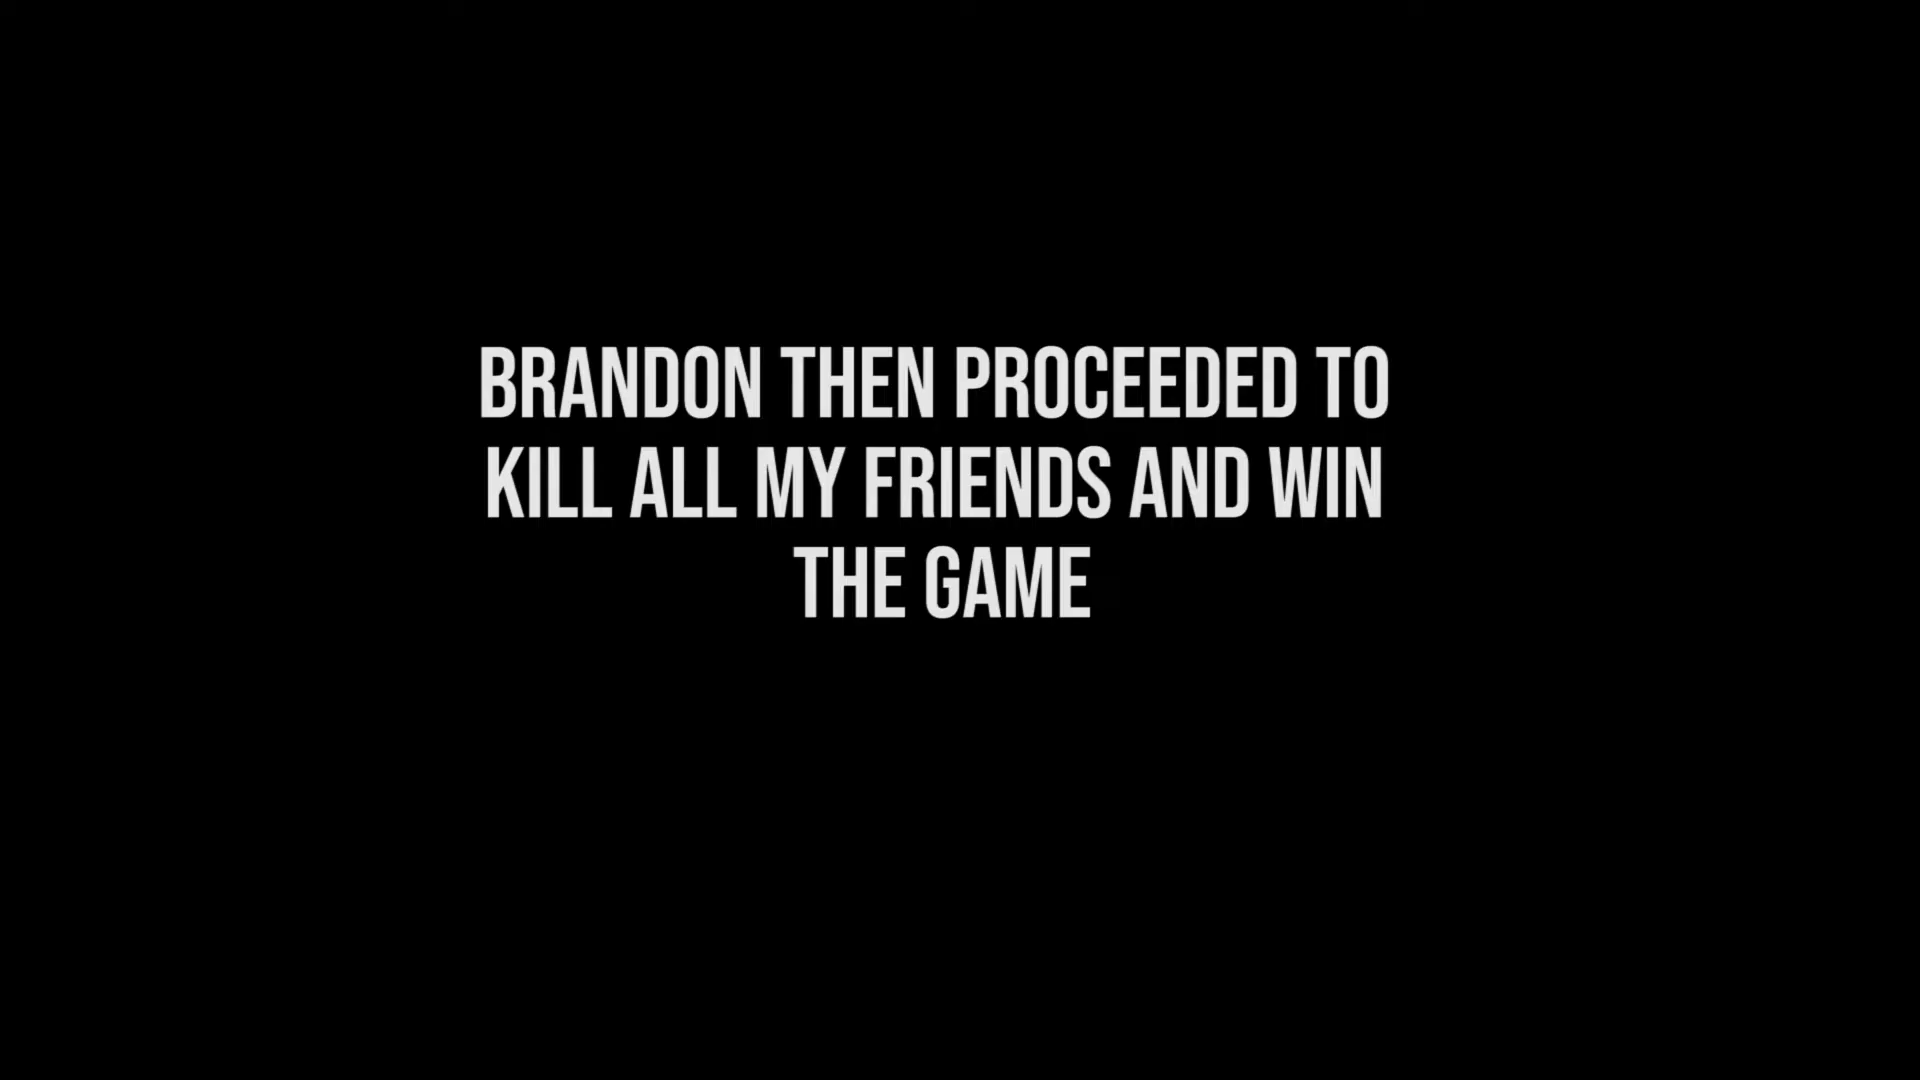 BRANDON THEN PROCEEDED TO
KILL ALL MY FRIENDS AND WIN
THE GAME